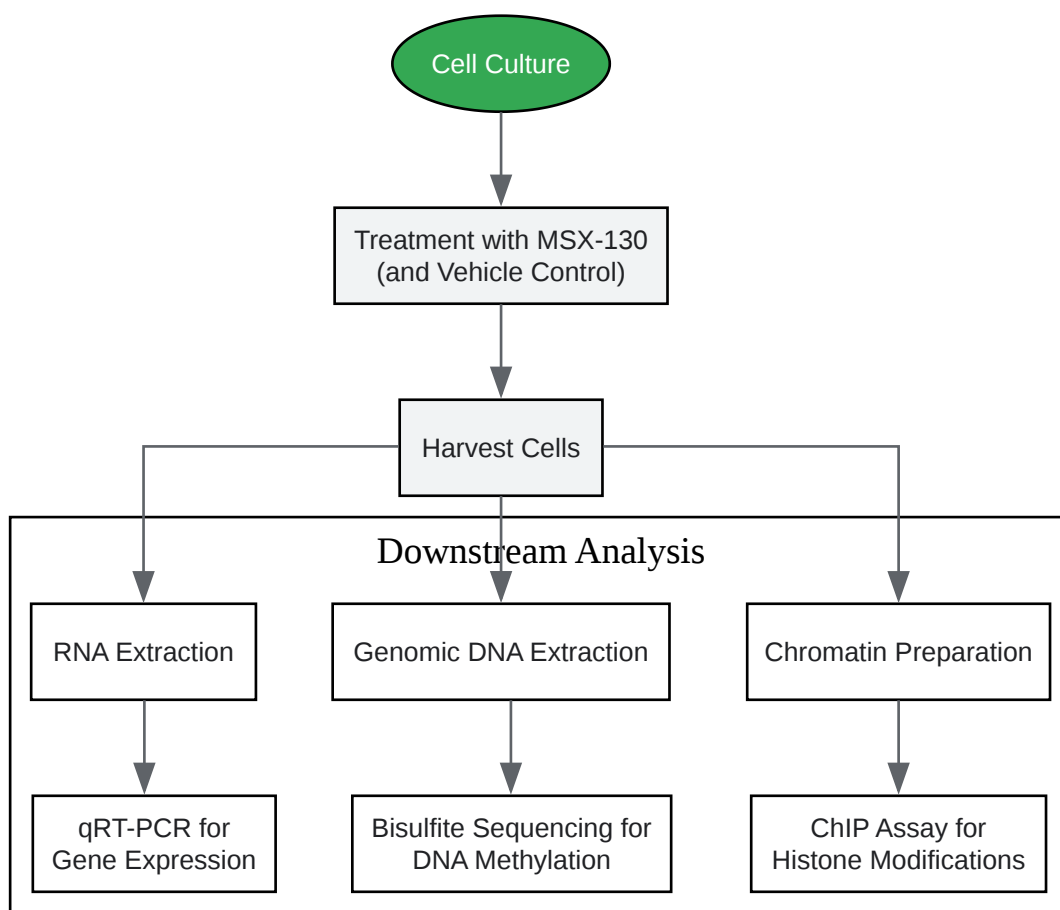 Cell Culture
Treatment with MSX-130
(and Vehicle Control)
Harvest Cells
Downstream Analysis
RNA Extraction
Genomic DNA Extraction
Chromatin Preparation
qRT-PCR for
Gene Expression
Bisulfite Sequencing for
DNA Methylation
ChIP Assay for
Histone Modifications